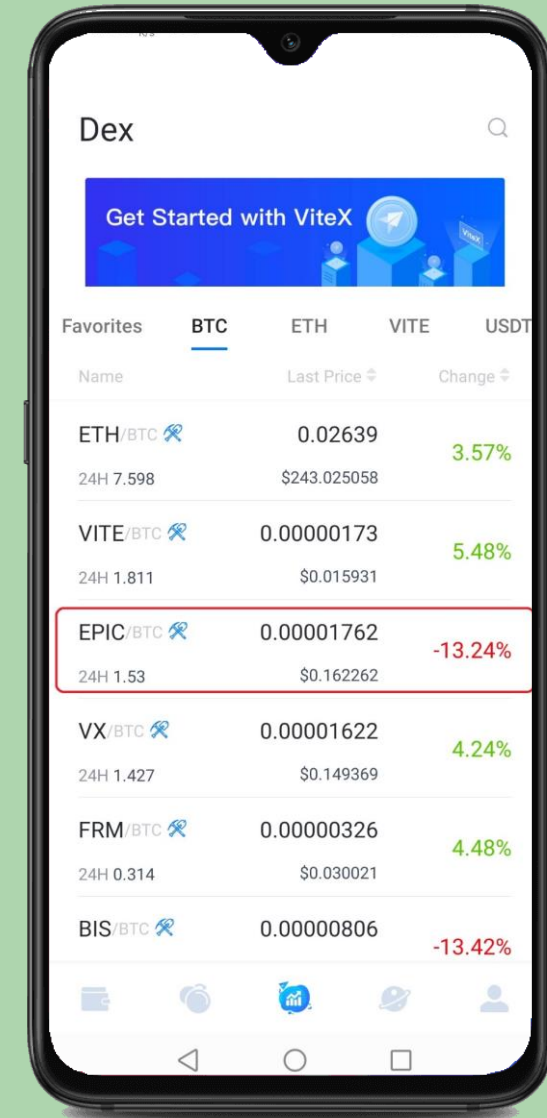 Dex
Get Started with ViteX
ViteX
Favorites BTC ETH VITE USDT
Name Last Price Change
ETH/BTC 0.02639
3.57%
24H 7.598 $243.025058
VITE/BTC 0.00000173
5.48%
24H 1.811 $0.015931
EPIC/BTC 0.00001762
-13.24%
24H 1.53 $0.162262
VX/BTC 0.00001622
4.24%
24H 1.427 $0.149369
FRM/BTC 0.00000326
4.48%
24H 0.314 $0.030021
BIS/BTC 0.00000806
-13.42%